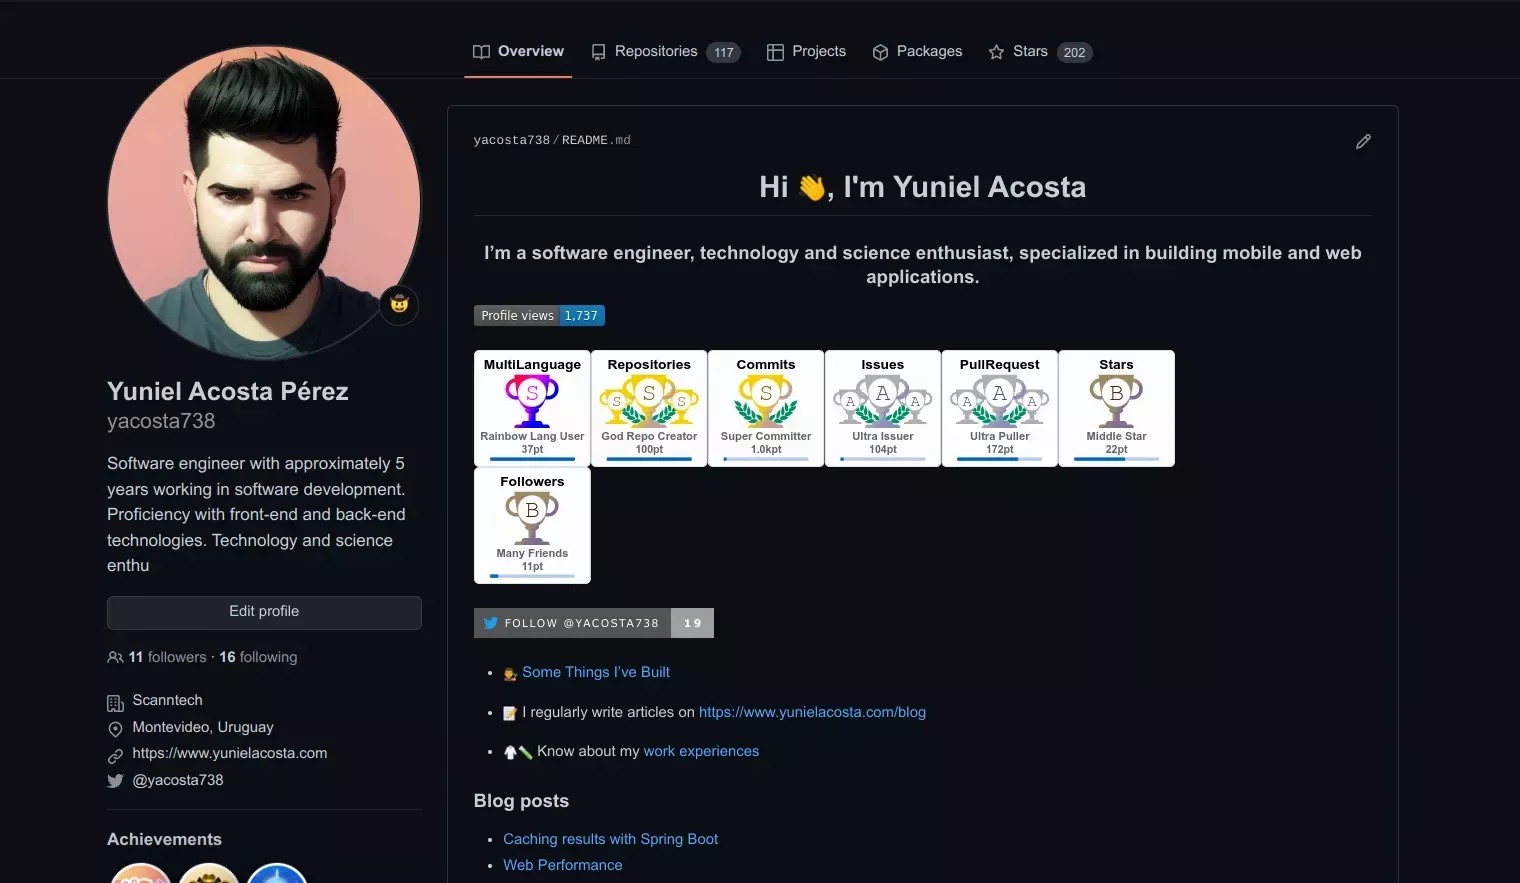 Overview
Repositories 117
Projects
Packages
Stars 202
yacosta738/README.md
Hi 👋, I'm Yuniel Acosta
I’m a software engineer, technology and science enthusiast, specialized in building mobile and web
applications.
Profile views 1,737
MultiLanguage
S
Rainbow Lang User
37pt
Repositories
S S S
God Repo Creator
100pt
Commits
S
Super Committer
1.0kpt
Issues
A A A
Ultra Issuer
104pt
PullRequest
A A A
Ultra Puller
172pt
Stars
B
Middle Star
22pt
Followers
B
Many Friends
11pt
FOLLOW @YACOSTA738 19
Some Things I’ve Built
I regularly write articles on https://www.yunielacosta.com/blog
Know about my work experiences
Blog posts
Caching results with Spring Boot
Web Performance
Yuniel Acosta Pérez
yacosta738
Software engineer with approximately 5
years working in software development.
Proficiency with front-end and back-end
technologies. Technology and science
enthu
Edit profile
11 followers · 16 following
Scanntech
Montevideo, Uruguay
https://www.yunielacosta.com
@yacosta738
Achievements